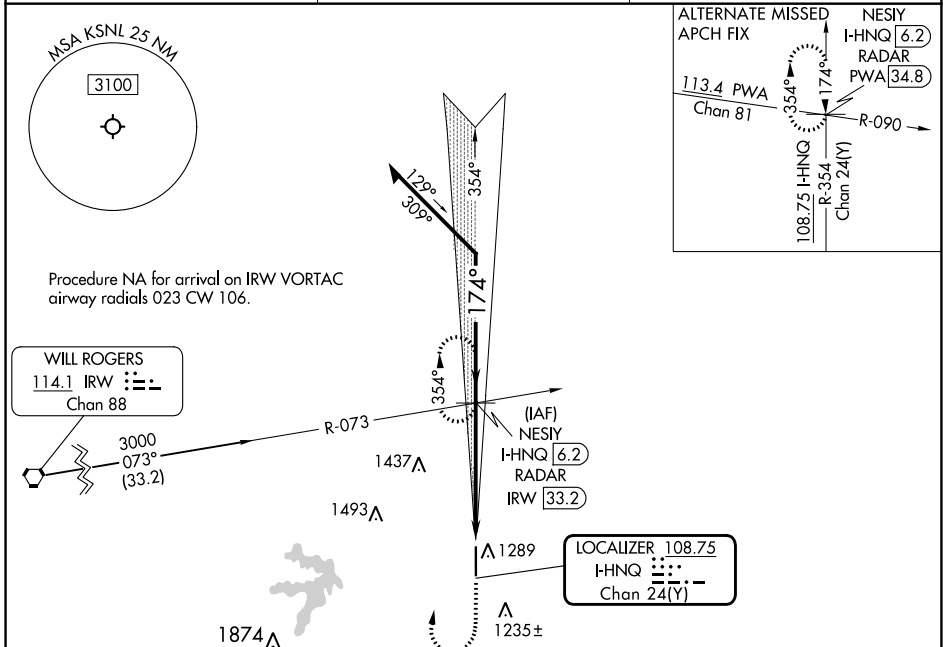 MSA KSNL 25 NM
3100
Procedure NA for arrival on IRW VORTAC
airway radials 023 CW 106.
WILL ROGERS
114.1 IRW
Chan 88
3000
073°
(33.2)
R-073
129°
309°
354°
174°
354°
(IAF)
NESIY
I-HNQ 6.2
RADAR
IRW 33.2
1437
1493
1289
1235±
1874
LOCALIZER 108.75
I-HNQ
Chan 24(Y)
ALTERNATE MISSED
APCH FIX
NESIY
I-HNQ 6.2
RADAR
PWA 34.8
113.4 PWA
Chan 81
354°
174°
R-090
108.75 I-HNQ
R-354
Chan 24(Y)